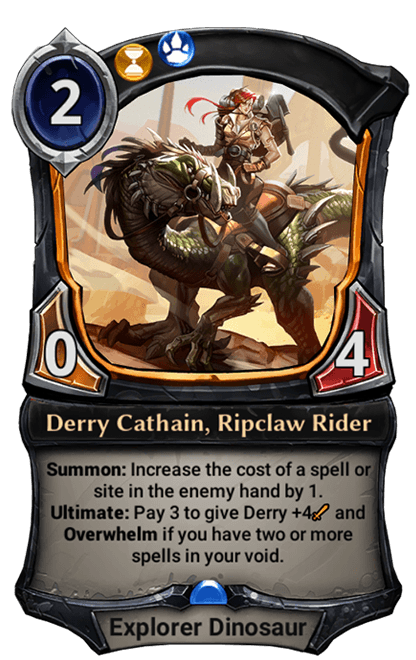 2
0
4
Derry Cathain, Ripclaw Rider
Summon: Increase the cost of a spell or
site in the enemy hand by 1.
Ultimate: Pay 3 to give Derry +4 and
Overwhelm if you have two or more
spells in your void.
Explorer Dinosaur